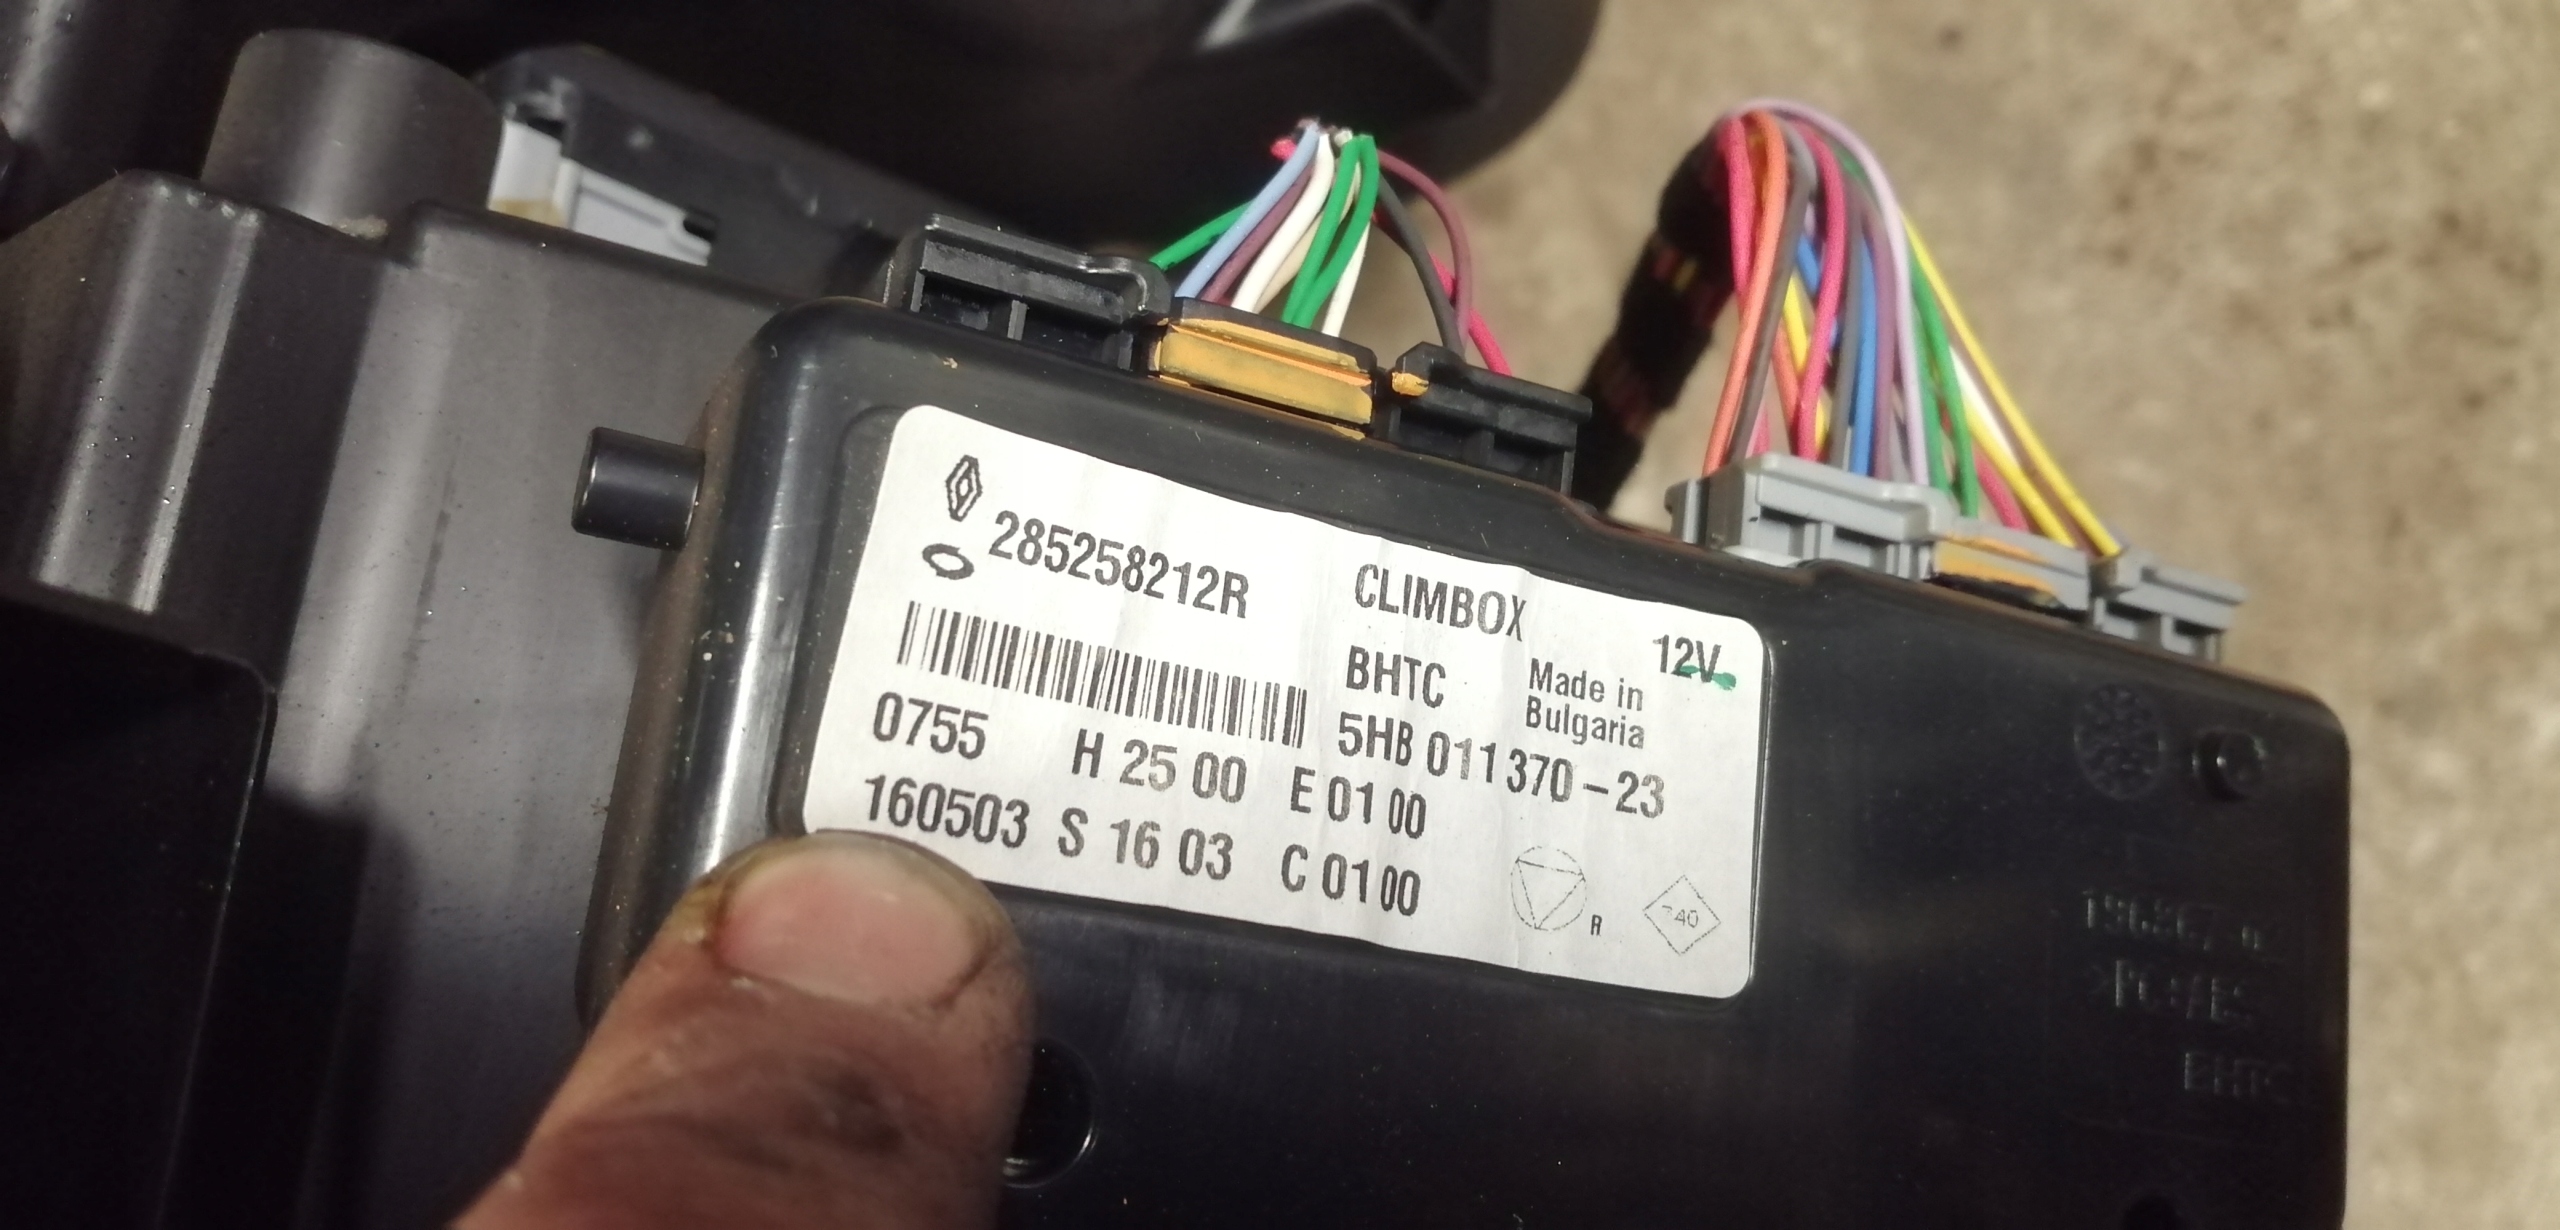 285258212R
CLIMBOX
12V
BHTC
Made in
Bulgaria
5HB 011 370-23
0755 H 25 00 E 01 00
160503 S 16 03 C 01 00
R
BHTC